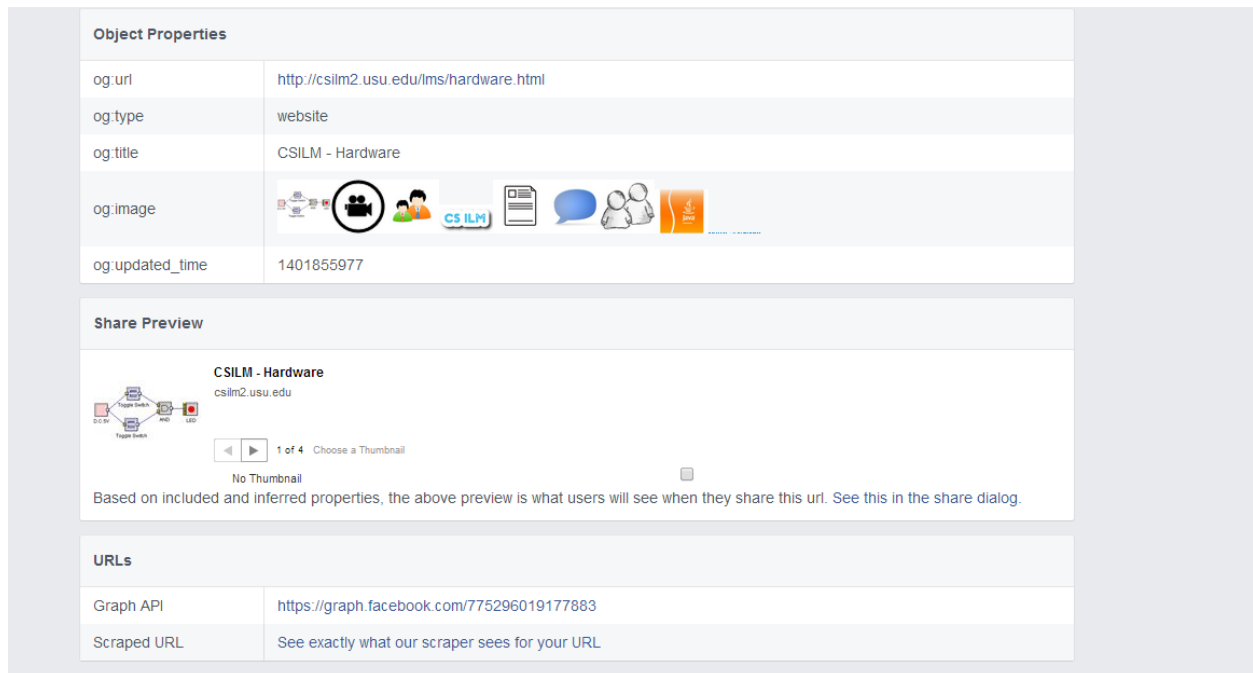 Object Properties
og:url http://csilm2.usu.edu/lms/hardware.html
og:type website
og:title CSILM - Hardware
og:image CS ILM Java
og:updated_time 1401855977
Share Preview
CSILM - Hardware
csilm2.usu.edu
Toggle Switch
D.C 5V AND LED
Toggle Switch
1 of 4 Choose a Thumbnail
No Thumbnail
Based on included and inferred properties, the above preview is what users will see when they share this url. See this in the share dialog.
URLs
Graph API https://graph.facebook.com/775296019177883
Scraped URL See exactly what our scraper sees for your URL